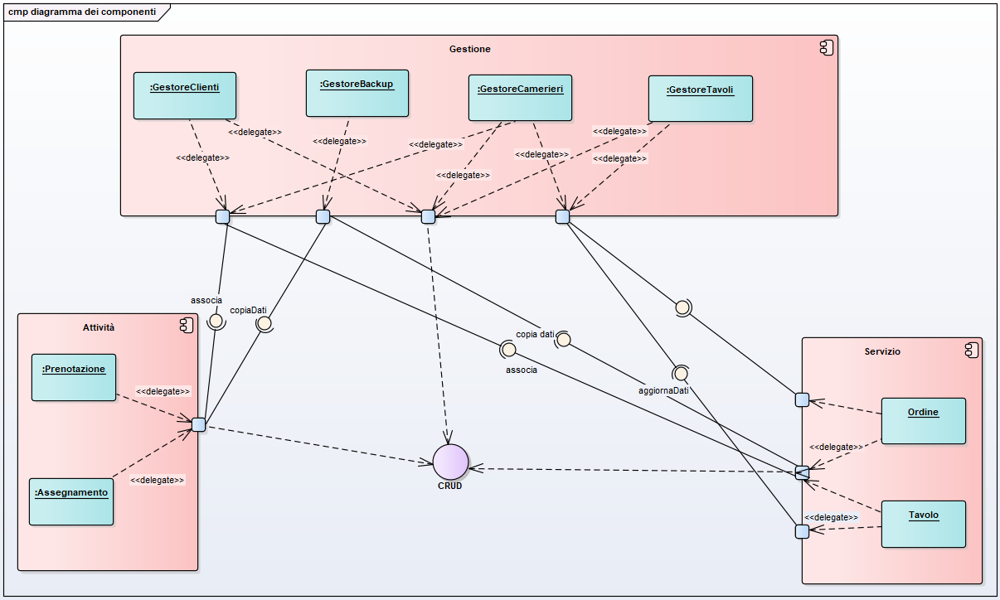 cmp diagramma dei componenti
Gestione
:GestoreClienti
:GestoreBackup
:GestoreCamerieri
:GestoreTavoli
<<delegate>>
<<delegate>>
<<delegate>>
<<delegate>>
<<delegate>>
<<delegate>>
<<delegate>>
<<delegate>>
associa
copiaDati
copia dati
associa
aggiornaDati
Attività
:Prenotazione
<<delegate>>
:Assegnamento
<<delegate>>
CRUD
Servizio
Ordine
<<delegate>>
Tavolo
<<delegate>>